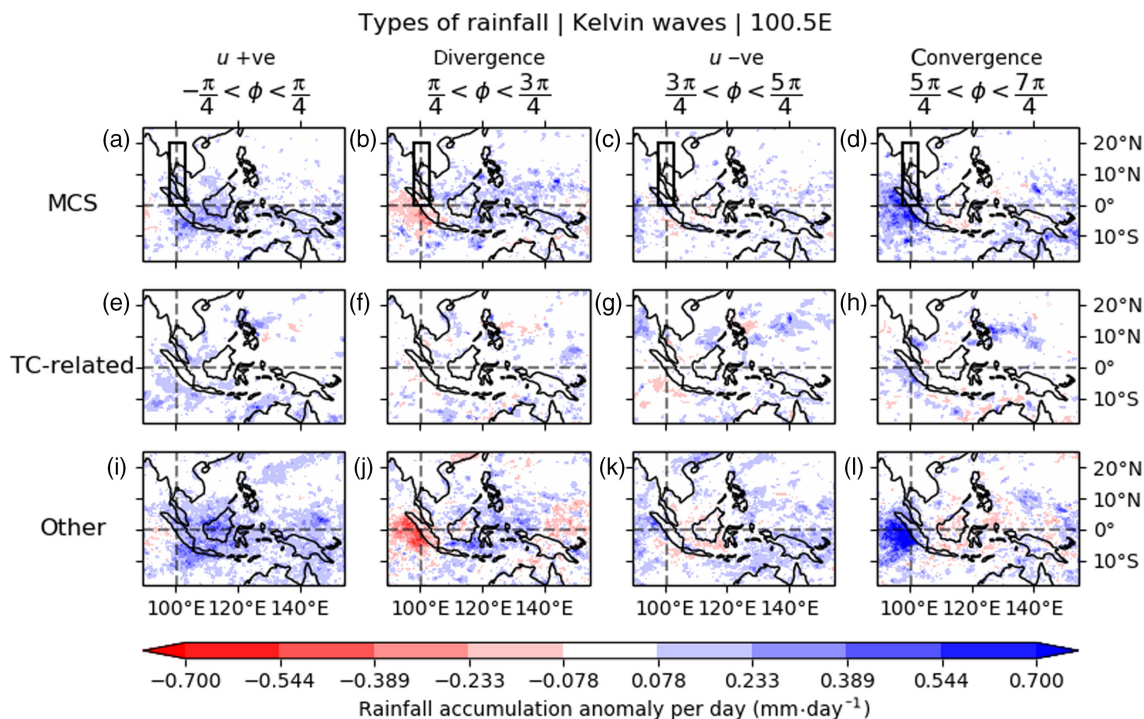 Types of rainfall | Kelvin waves | 100.5E
u +ve Divergence u −ve Convergence
−π/4 < ϕ < π/4 π/4 < ϕ < 3π/4 3π/4 < ϕ < 5π/4 5π/4 < ϕ < 7π/4
(a) (b) (c) (d)
20°N
10°N
MCS 0°
10°S
(e) (f) (g) (h)
20°N
10°N
TC-related 0°
10°S
(i) (j) (k) (l)
20°N
10°N
Other 0°
10°S
100°E 120°E 140°E 100°E 120°E 140°E 100°E 120°E 140°E 100°E 120°E 140°E
−0.700 −0.544 −0.389 −0.233 −0.078 0.078 0.233 0.389 0.544 0.700
Rainfall accumulation anomaly per day (mm·day⁻¹)